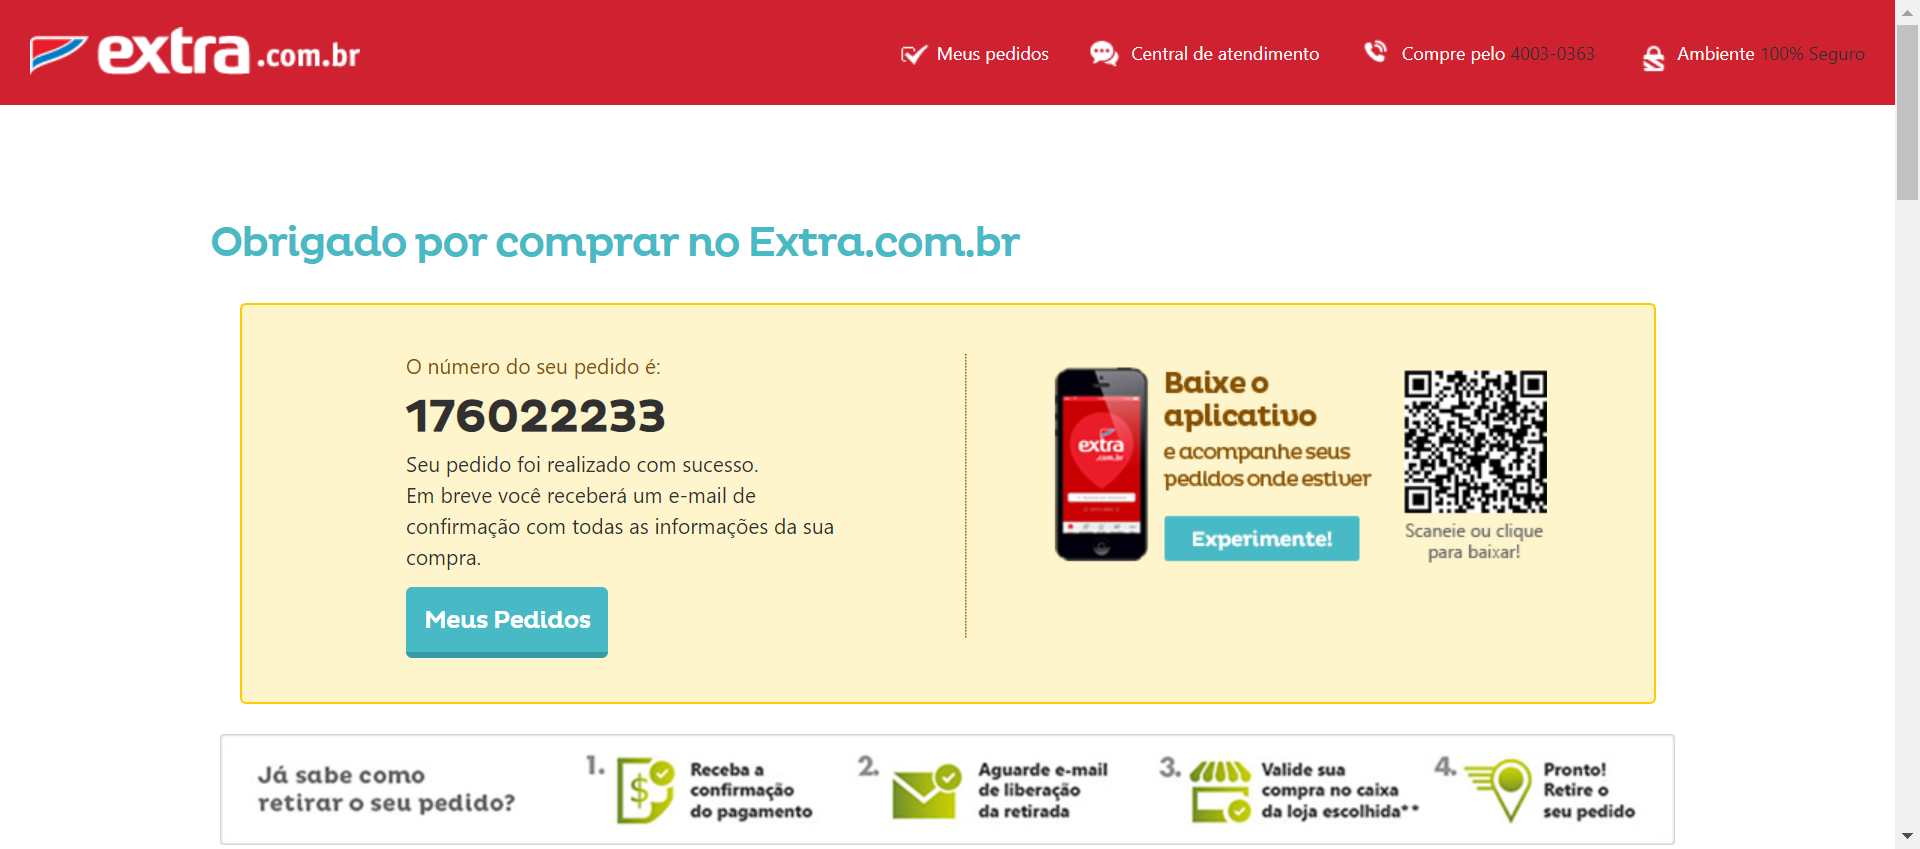 extra.com.br
Meus pedidos
Central de atendimento
Compre pelo 4003-0363
Ambiente 100% Seguro
Obrigado por comprar no Extra.com.br
O número do seu pedido é:
176022233
Seu pedido foi realizado com sucesso.
Em breve você receberá um e-mail de
confirmação com todas as informações da sua
compra.
Meus Pedidos
extra
.com.br
Baixe o
aplicativo
e acompanhe seus
pedidos onde estiver
Experimente!
Scaneie ou clique
para baixar!
Já sabe como
retirar o seu pedido?
1.
Receba a
confirmação
do pagamento
2.
Aguarde e-mail
de liberação
da retirada
3.
Valide sua
compra no caixa
da loja escolhida**
4.
Pronto!
Retire o
seu pedido